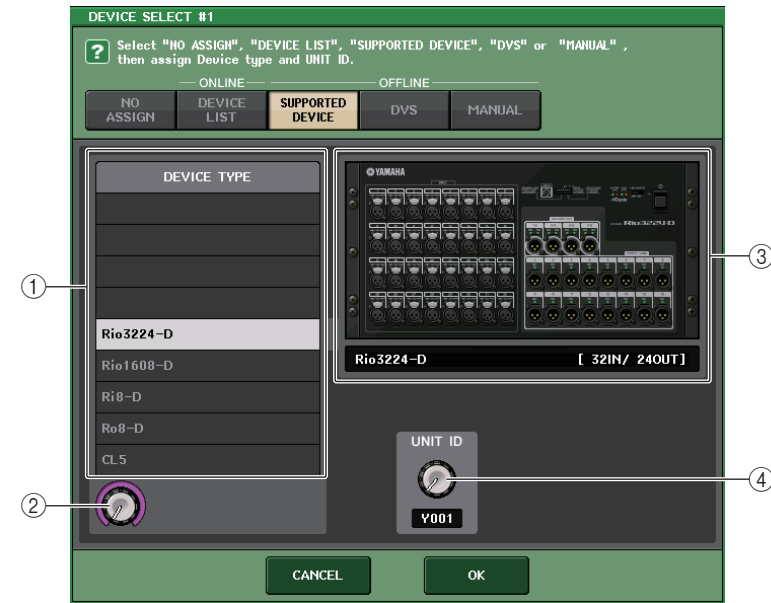 DEVICE SELECT #1
? Select "NO ASSIGN", "DEVICE LIST", "SUPPORTED DEVICE", "DVS" or "MANUAL" ,
then assign Device type and UNIT ID.
ONLINE OFFLINE
NO ASSIGN
DEVICE LIST
SUPPORTED DEVICE
DVS
MANUAL
DEVICE TYPE
Rio3224-D
Rio1608-D
Ri8-D
Ro8-D
CL5
YAMAHA
Rio3224-D
Rio3224-D [ 32IN/ 24OUT]
UNIT ID
Y001
CANCEL
OK
1
2
3
4